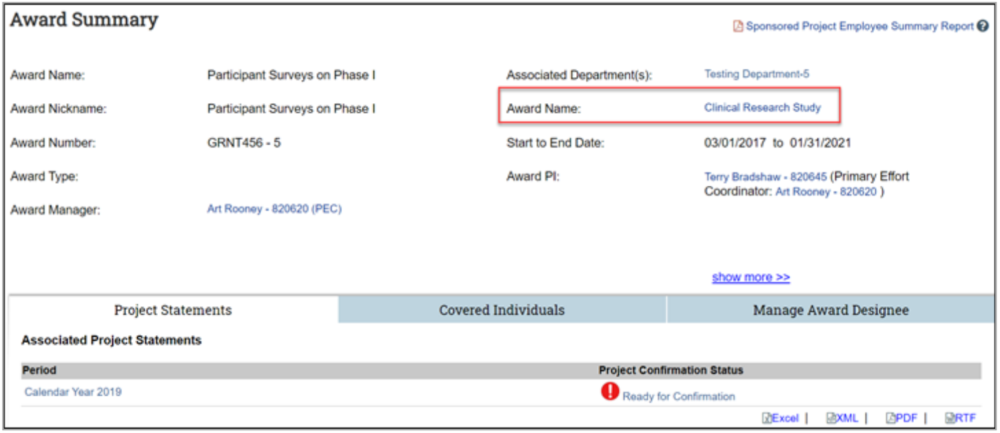 Award Summary
Sponsored Project Employee Summary Report ?
Award Name: Participant Surveys on Phase I Associated Department(s): Testing Department-5
Award Nickname: Participant Surveys on Phase I Award Name: Clinical Research Study
Award Number: GRNT456 - 5 Start to End Date: 03/01/2017 to 01/31/2021
Award Type: Award PI: Terry Bradshaw - 820645 (Primary Effort
Coordinator: Art Rooney - 820620 )
Award Manager: Art Rooney - 820620 (PEC)
show more >>
Project Statements Covered Individuals Manage Award Designee
Associated Project Statements
Period Project Confirmation Status
Calendar Year 2019 ! Ready for Confirmation
Excel | XML | PDF | RTF